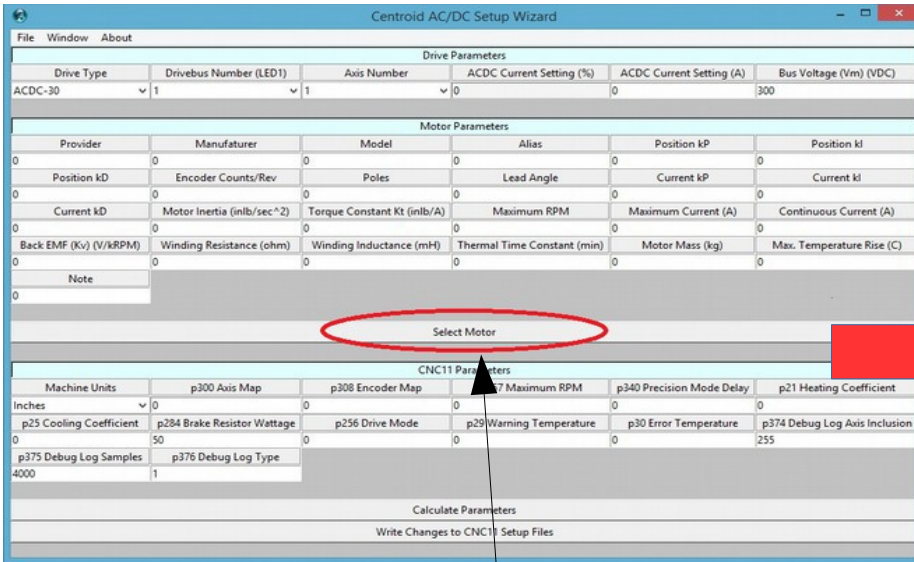 Centroid AC/DC Setup Wizard
File Window About
Drive Parameters
Drive Type Drivebus Number (LED1) Axis Number ACDC Current Setting (%) ACDC Current Setting (A) Bus Voltage (Vm) (VDC)
ACDC-30 1 1 0 0 300
Motor Parameters
Provider Manufaturer Model Alias Position kP Position kI
0 0 0 0 0 0
Position kD Encoder Counts/Rev Poles Lead Angle Current kP Current kI
0 0 0 0 0 0
Current kD Motor Inertia (inlb/sec^2) Torque Constant Kt (inlb/A) Maximum RPM Maximum Current (A) Continuous Current (A)
0 0 0 0 0 0
Back EMF (Kv) (V/kRPM) Winding Resistance (ohm) Winding Inductance (mH) Thermal Time Constant (min) Motor Mass (kg) Max. Temperature Rise (C)
0 0 0 0 0 0
Note
0
Select Motor
CNC11 Parameters
Machine Units p300 Axis Map p308 Encoder Map Maximum RPM p340 Precision Mode Delay p21 Heating Coefficient
Inches 0 0 0 0 0
p25 Cooling Coefficient p284 Brake Resistor Wattage p256 Drive Mode p29 Warning Temperature p30 Error Temperature p374 Debug Log Axis Inclusion
0 50 0 0 0 255
p375 Debug Log Samples p376 Debug Log Type
4000 1
Calculate Parameters
Write Changes to CNC11 Setup Files